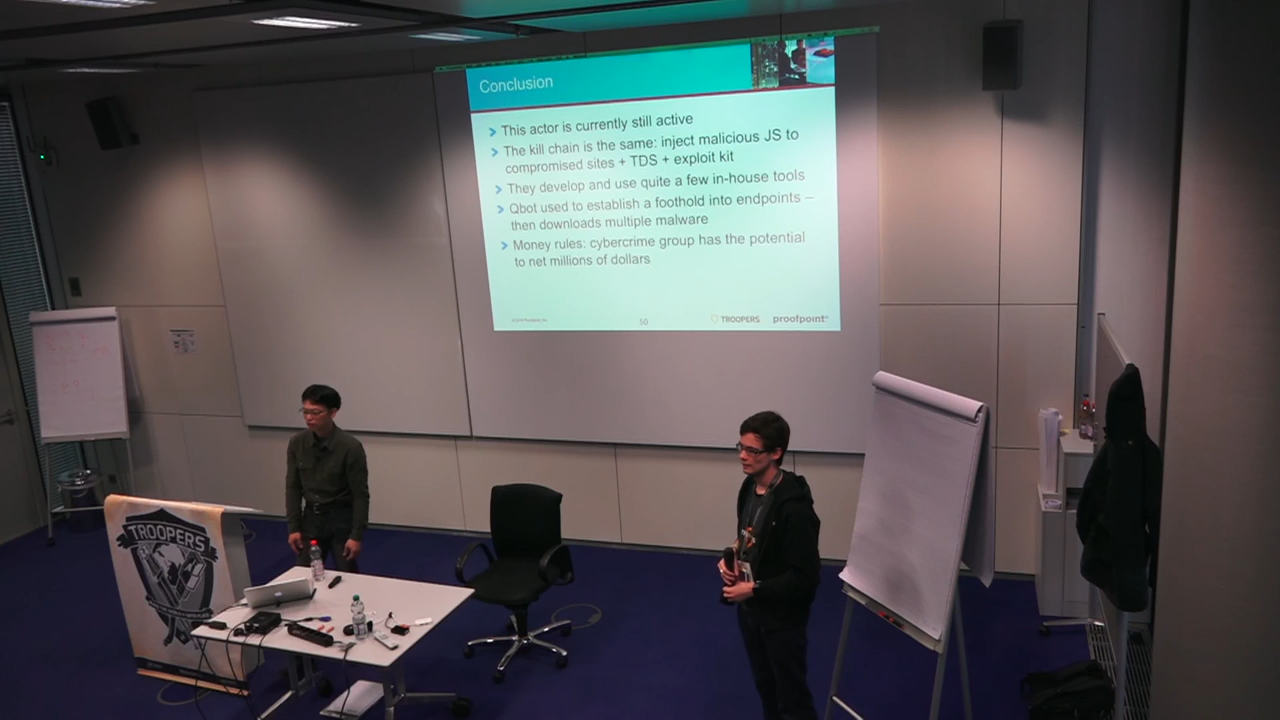 Conclusion
This actor is currently still active
The kill chain is the same: inject malicious JS to
compromised sites + TDS + exploit kit
They develop and use quite a few in-house tools
Qbot used to establish a foothold into endpoints –
then downloads multiple malware
Money rules: cybercrime group has the potential
to net millions of dollars
50
TROOPERS
proofpoint
TROOPERS